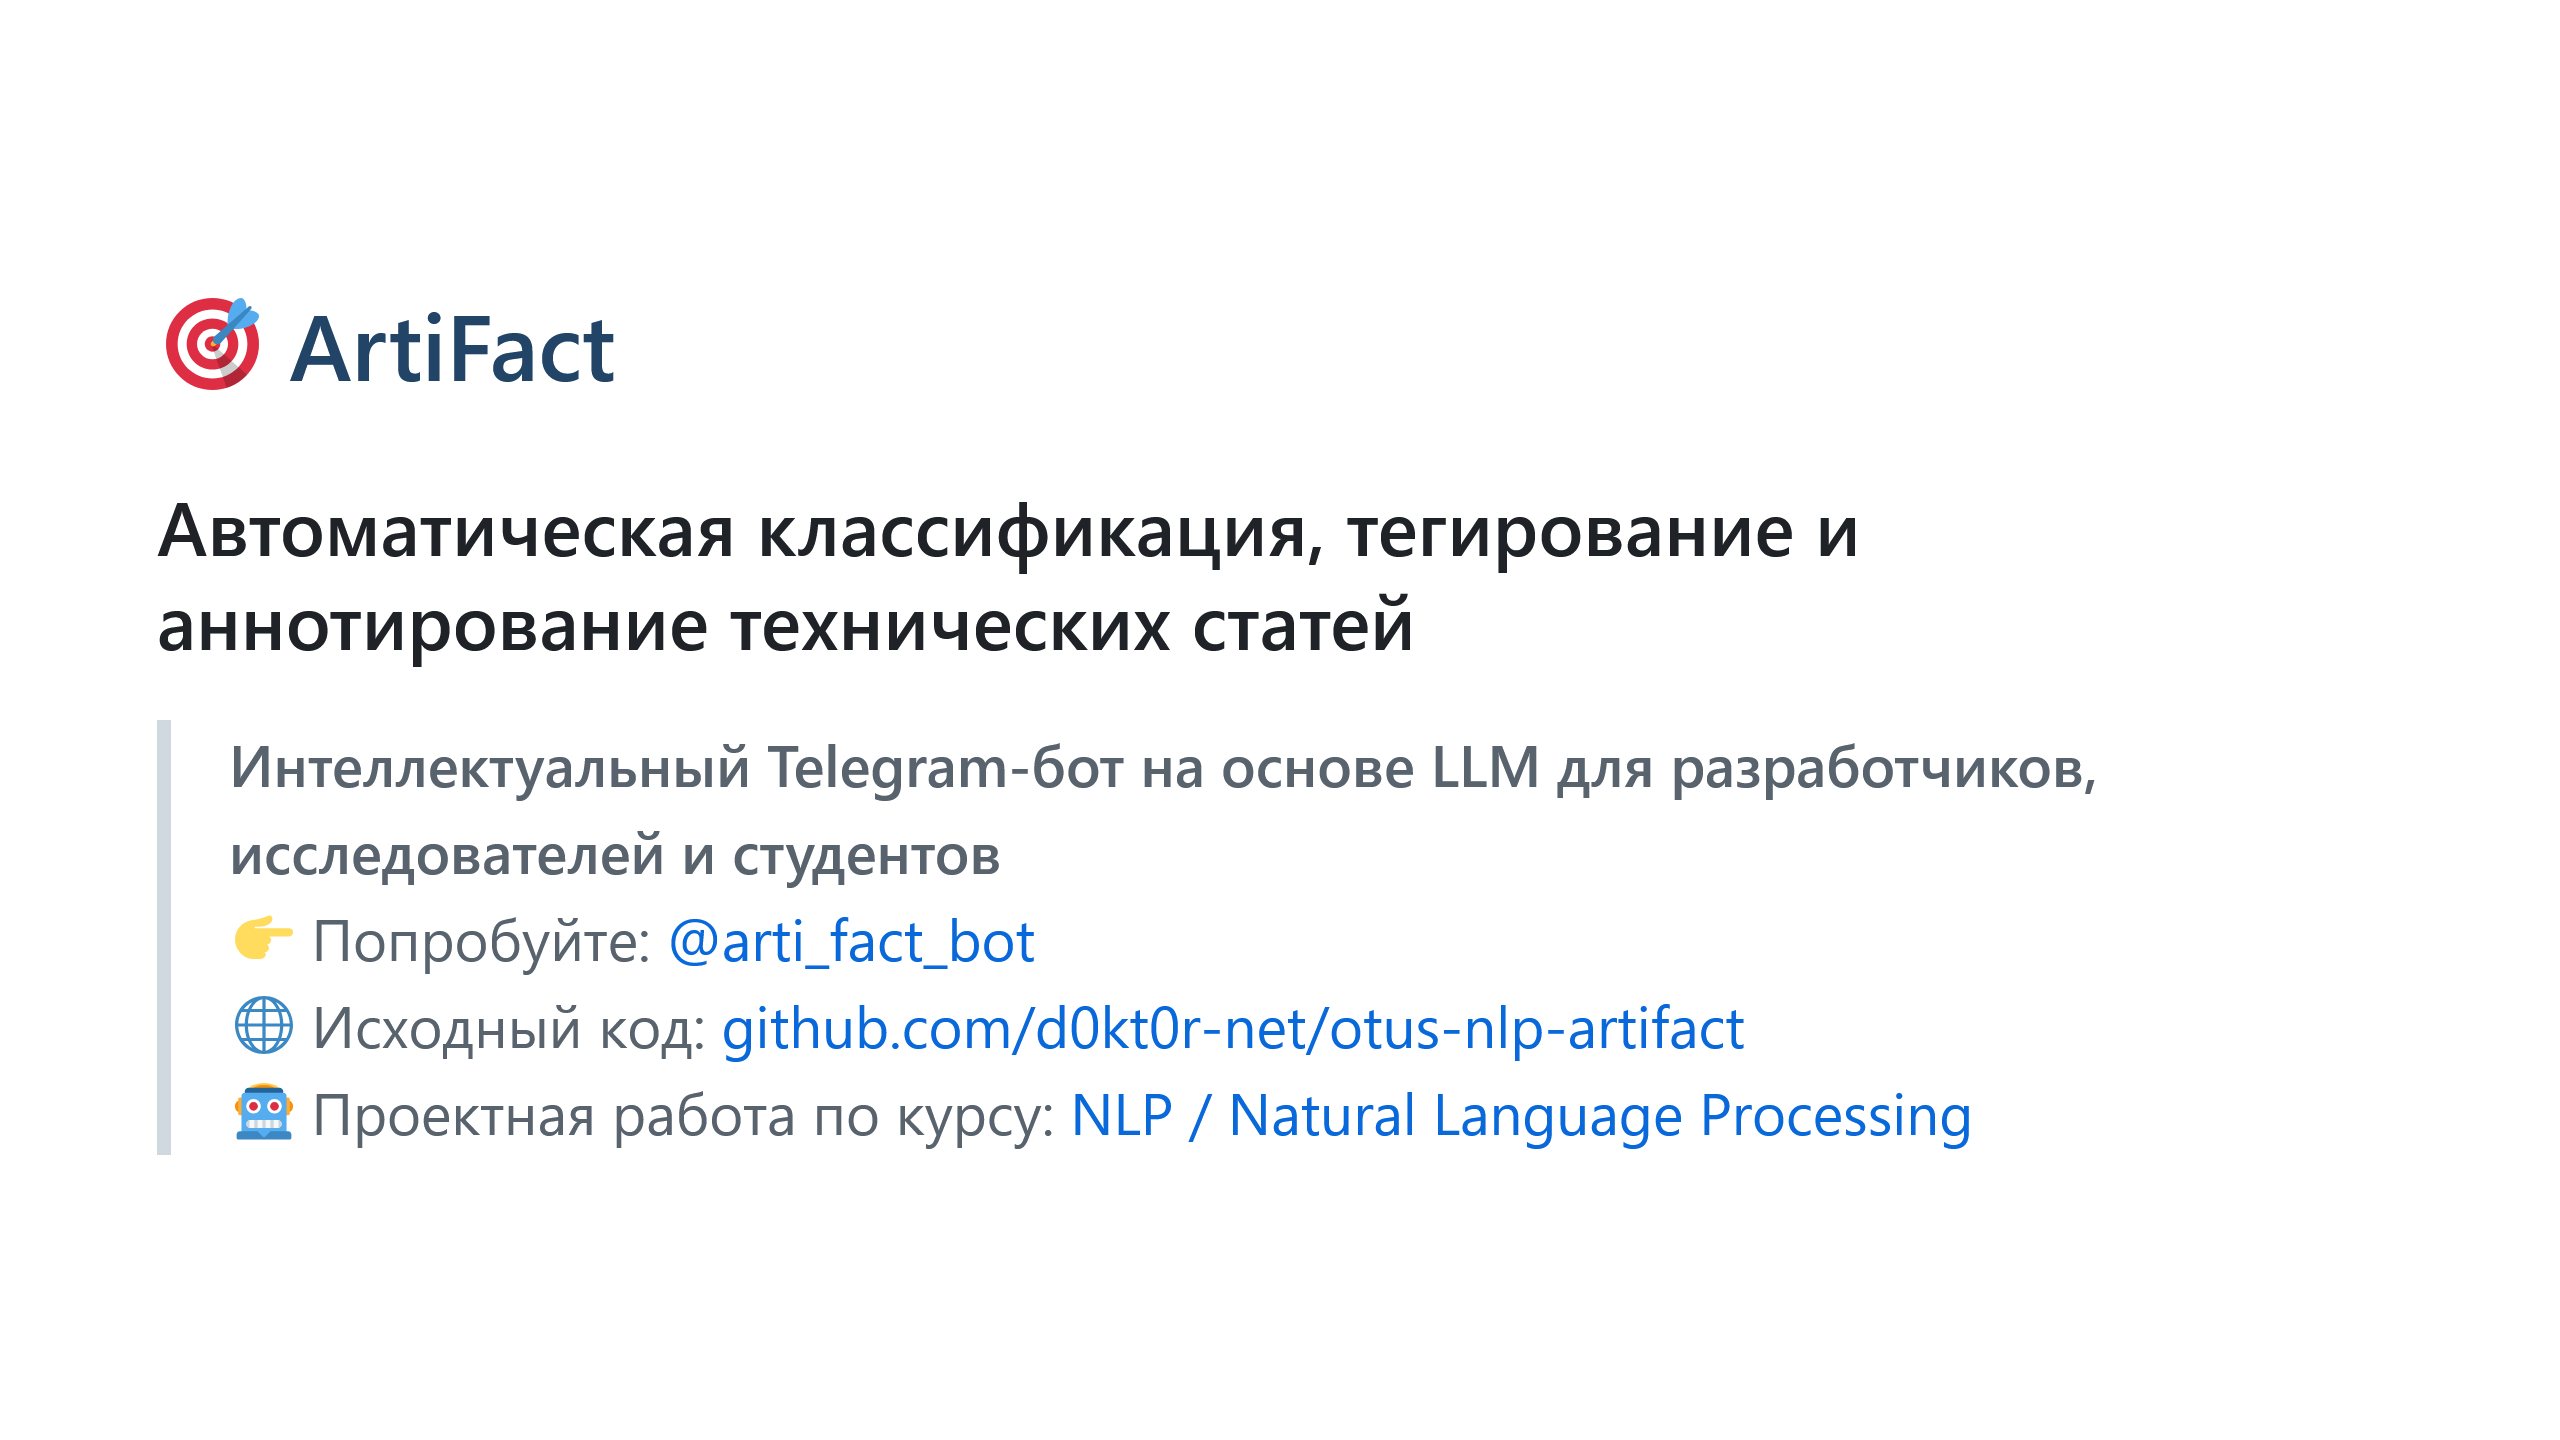 🎯 ArtiFact
Автоматическая классификация, тегирование и
аннотирование технических статей
Интеллектуальный Telegram-бот на основе LLM для разработчиков,
исследователей и студентов
👉 Попробуйте: @arti_fact_bot
🌐 Исходный код: github.com/d0kt0r-net/otus-nlp-artifact
🤖 Проектная работа по курсу: NLP / Natural Language Processing